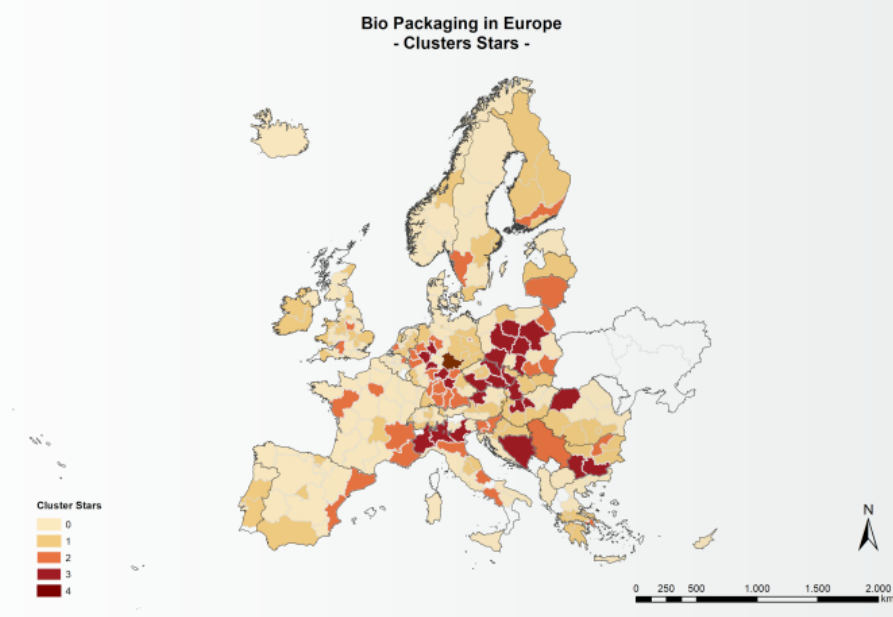 Bio Packaging in Europe
- Clusters Stars -
Cluster Stars
0
1
2
3
4
N
0 250 500 1.000 1.500 2.000
km